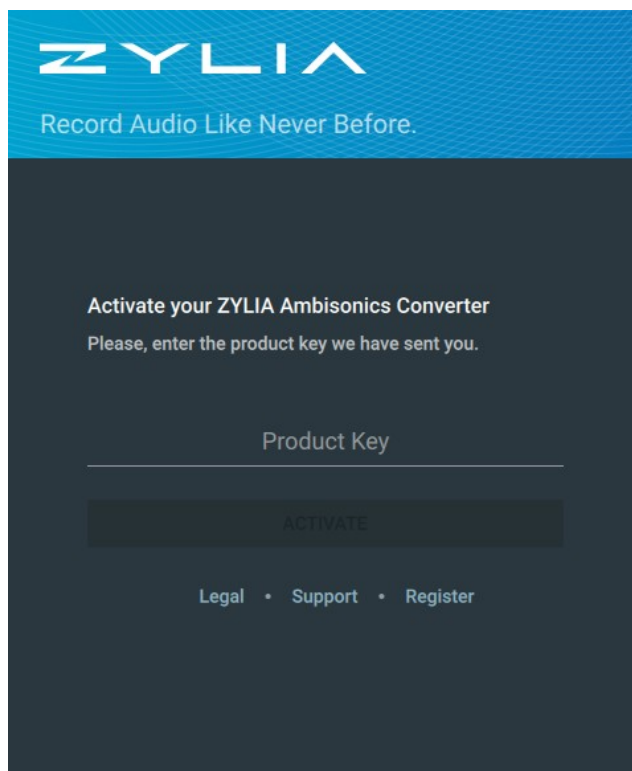 ZYLIA
Record Audio Like Never Before.
Activate your ZYLIA Ambisonics Converter
Please, enter the product key we have sent you.
Product Key
ACTIVATE
Legal • Support • Register